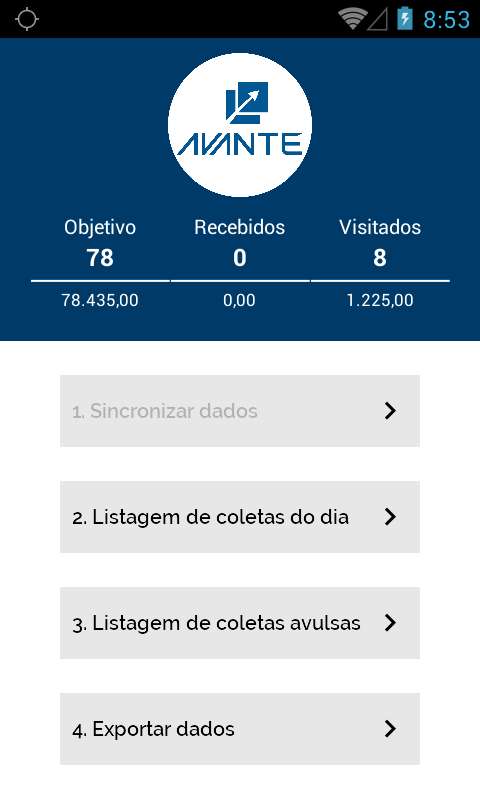 8:53
AVANTE
Objetivo Recebidos Visitados
78 0 8
78.435,00 0,00 1.225,00
1. Sincronizar dados
2. Listagem de coletas do dia
3. Listagem de coletas avulsas
4. Exportar dados